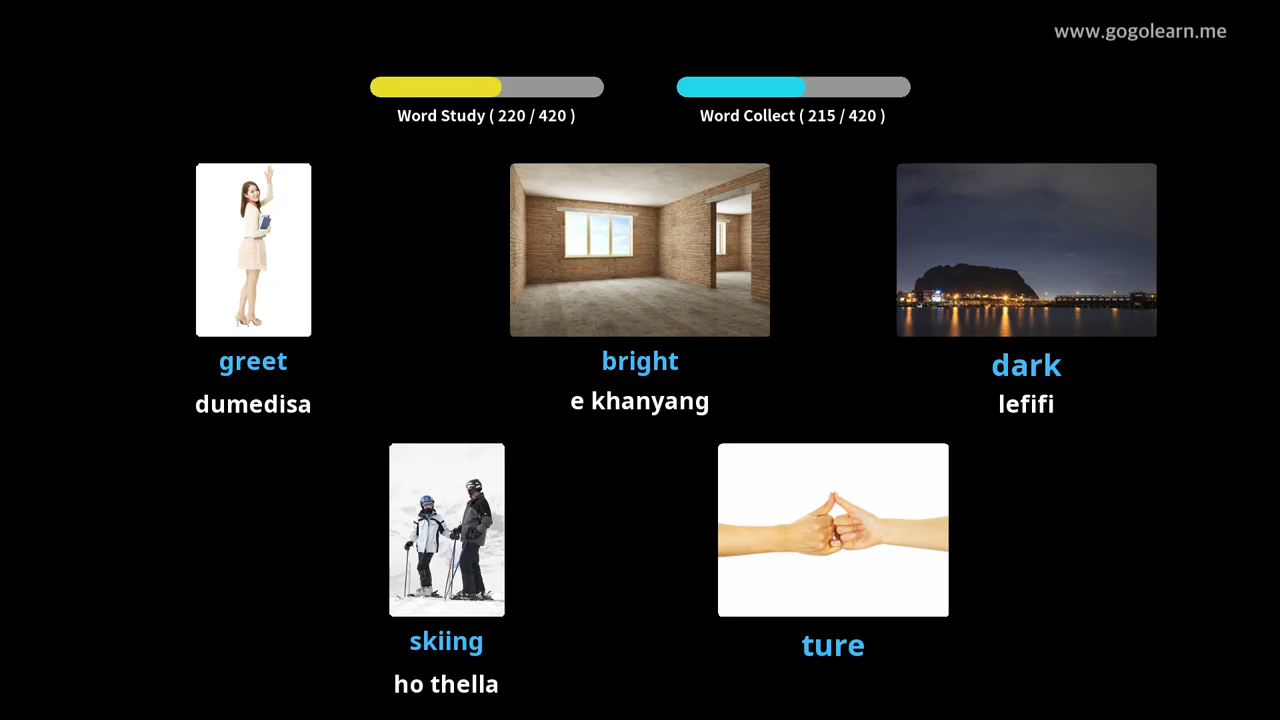 www.gogolearn.me
Word Study ( 220 / 420 )
Word Collect ( 215 / 420 )
greet
dumedisa
bright
e khanyang
dark
lefifi
skiing
ho thella
ture